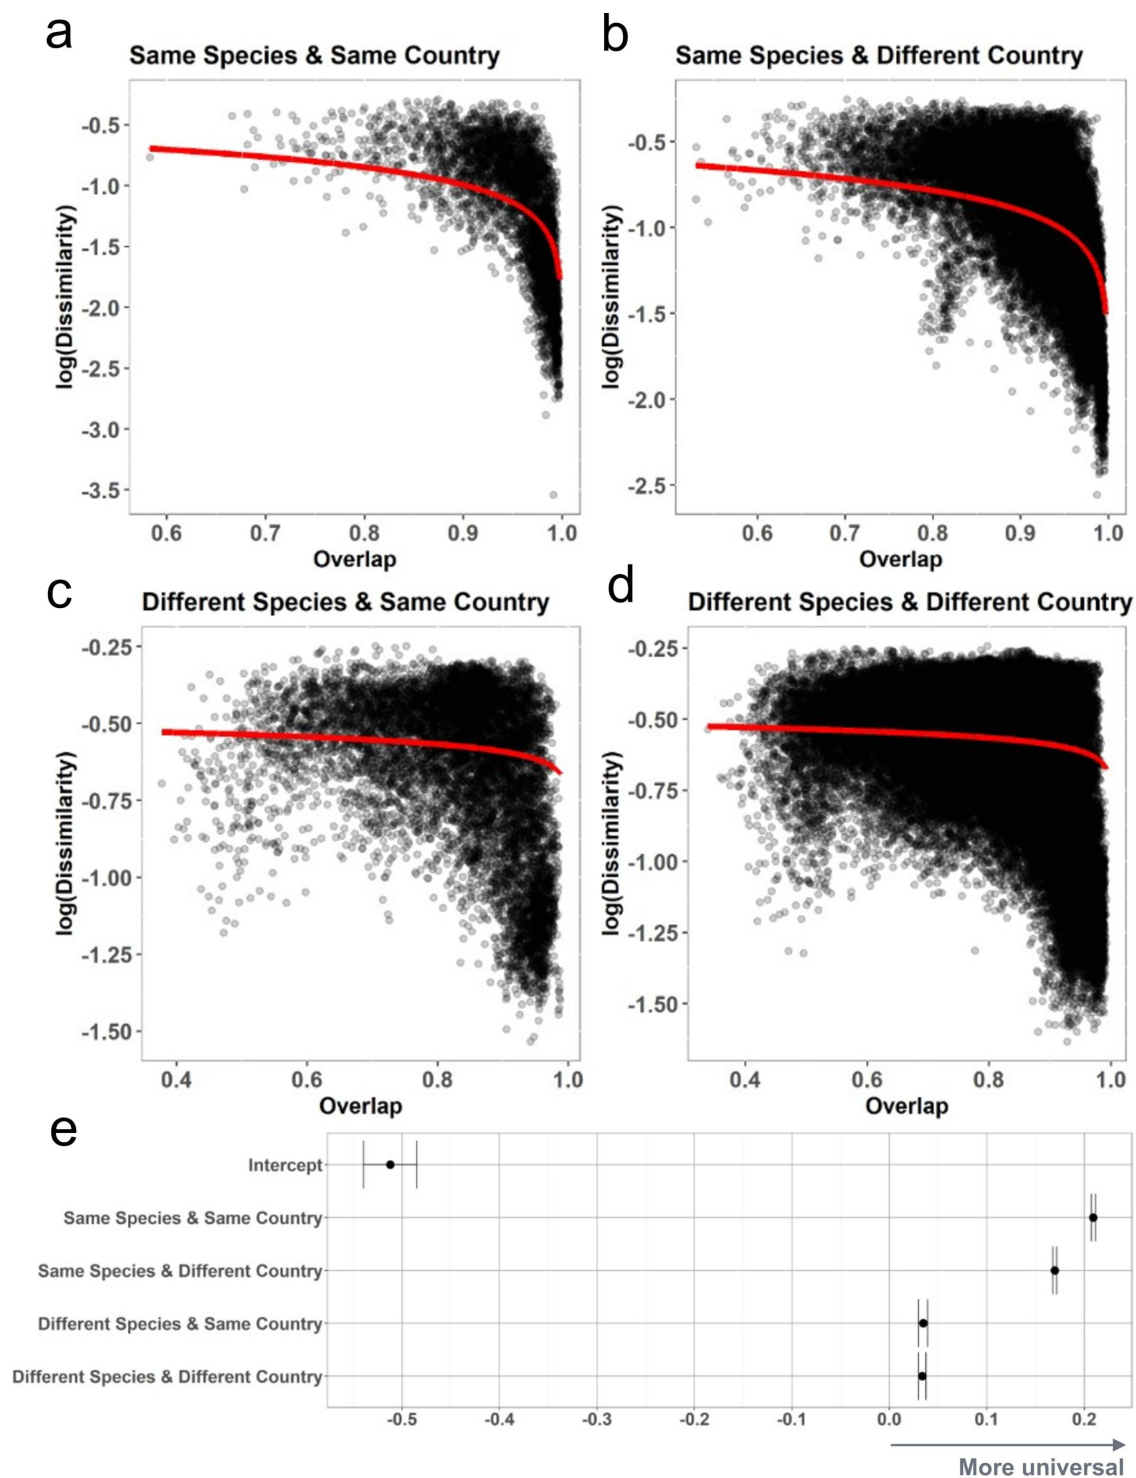 a
Same Species & Same Country
log(Dissimilarity)
-0.5
-1.0
-1.5
-2.0
-2.5
-3.0
-3.5
0.6 0.7 0.8 0.9 1.0
Overlap
b
Same Species & Different Country
log(Dissimilarity)
-0.5
-1.0
-1.5
-2.0
-2.5
0.6 0.7 0.8 0.9 1.0
Overlap
c
Different Species & Same Country
log(Dissimilarity)
-0.25
-0.50
-0.75
-1.00
-1.25
-1.50
0.4 0.6 0.8 1.0
Overlap
d
Different Species & Different Country
log(Dissimilarity)
-0.25
-0.50
-0.75
-1.00
-1.25
-1.50
0.4 0.6 0.8 1.0
Overlap
e
Intercept
Same Species & Same Country
Same Species & Different Country
Different Species & Same Country
Different Species & Different Country
-0.5 -0.4 -0.3 -0.2 -0.1 0.0 0.1 0.2
More universal